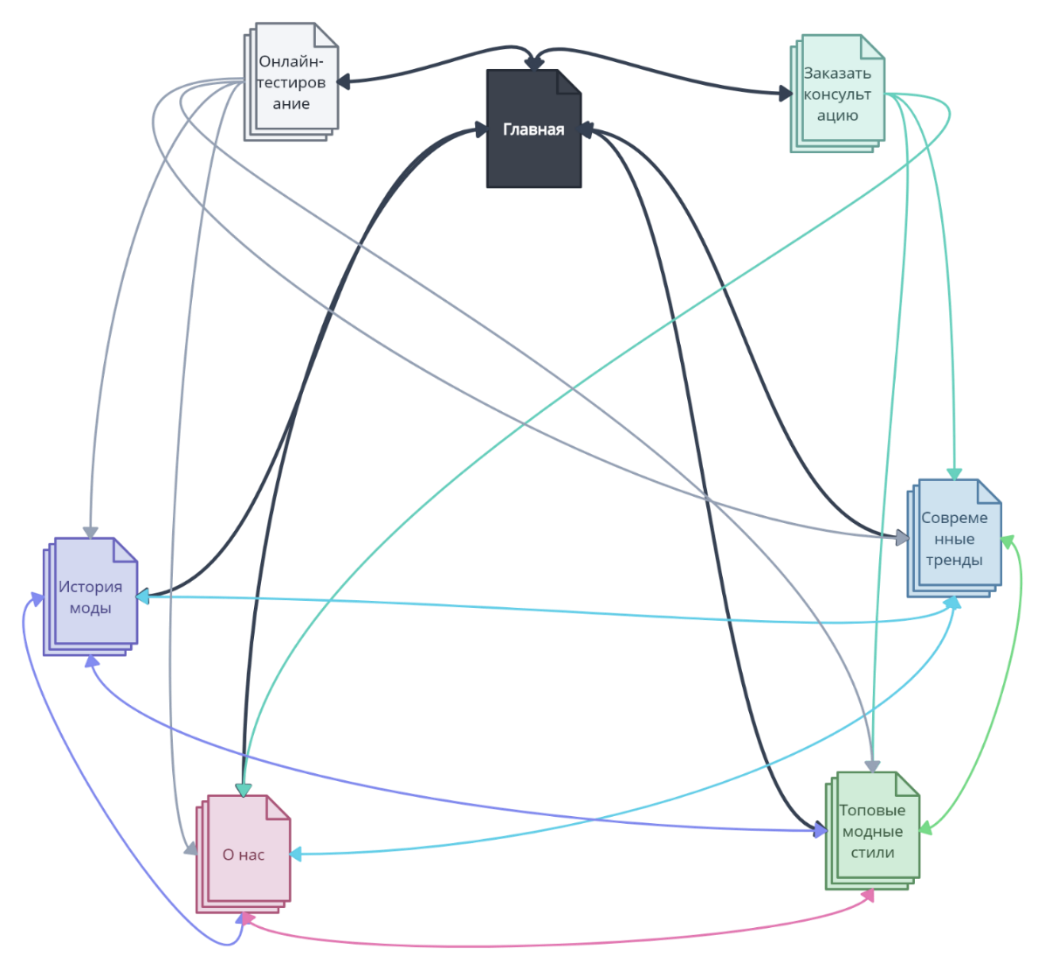 Онлайн-
тестиров
ание
Главная
Заказать
консульт
ацию
История
моды
Совреме
нные
тренды
О нас
Топовые
модные
стили